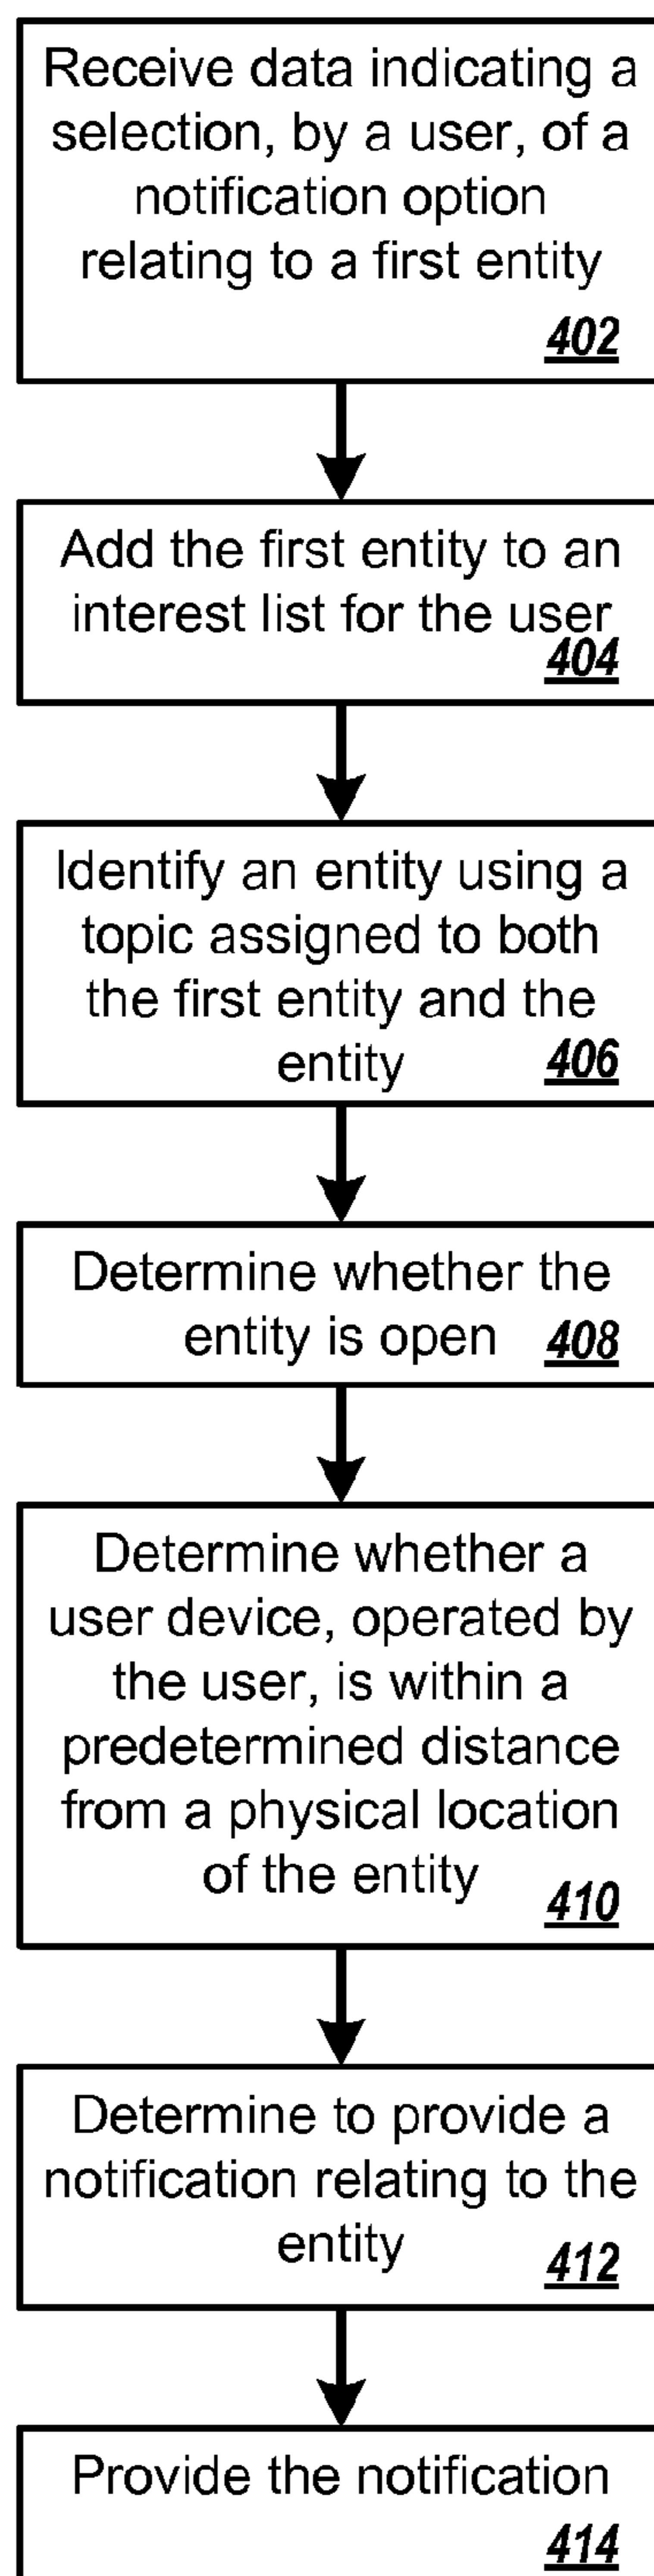 Receive data indicating a
selection, by a user, of a
notification option
relating to a first entity
402
Add the first entity to an
interest list for the user
404
Identify an entity using a
topic assigned to both
the first entity and the
entity 406
Determine whether the
entity is open 408
Determine whether a
user device, operated by
the user, is within a
predetermined distance
from a physical location
of the entity
410
Determine to provide a
notification relating to the
entity 412
Provide the notification
414